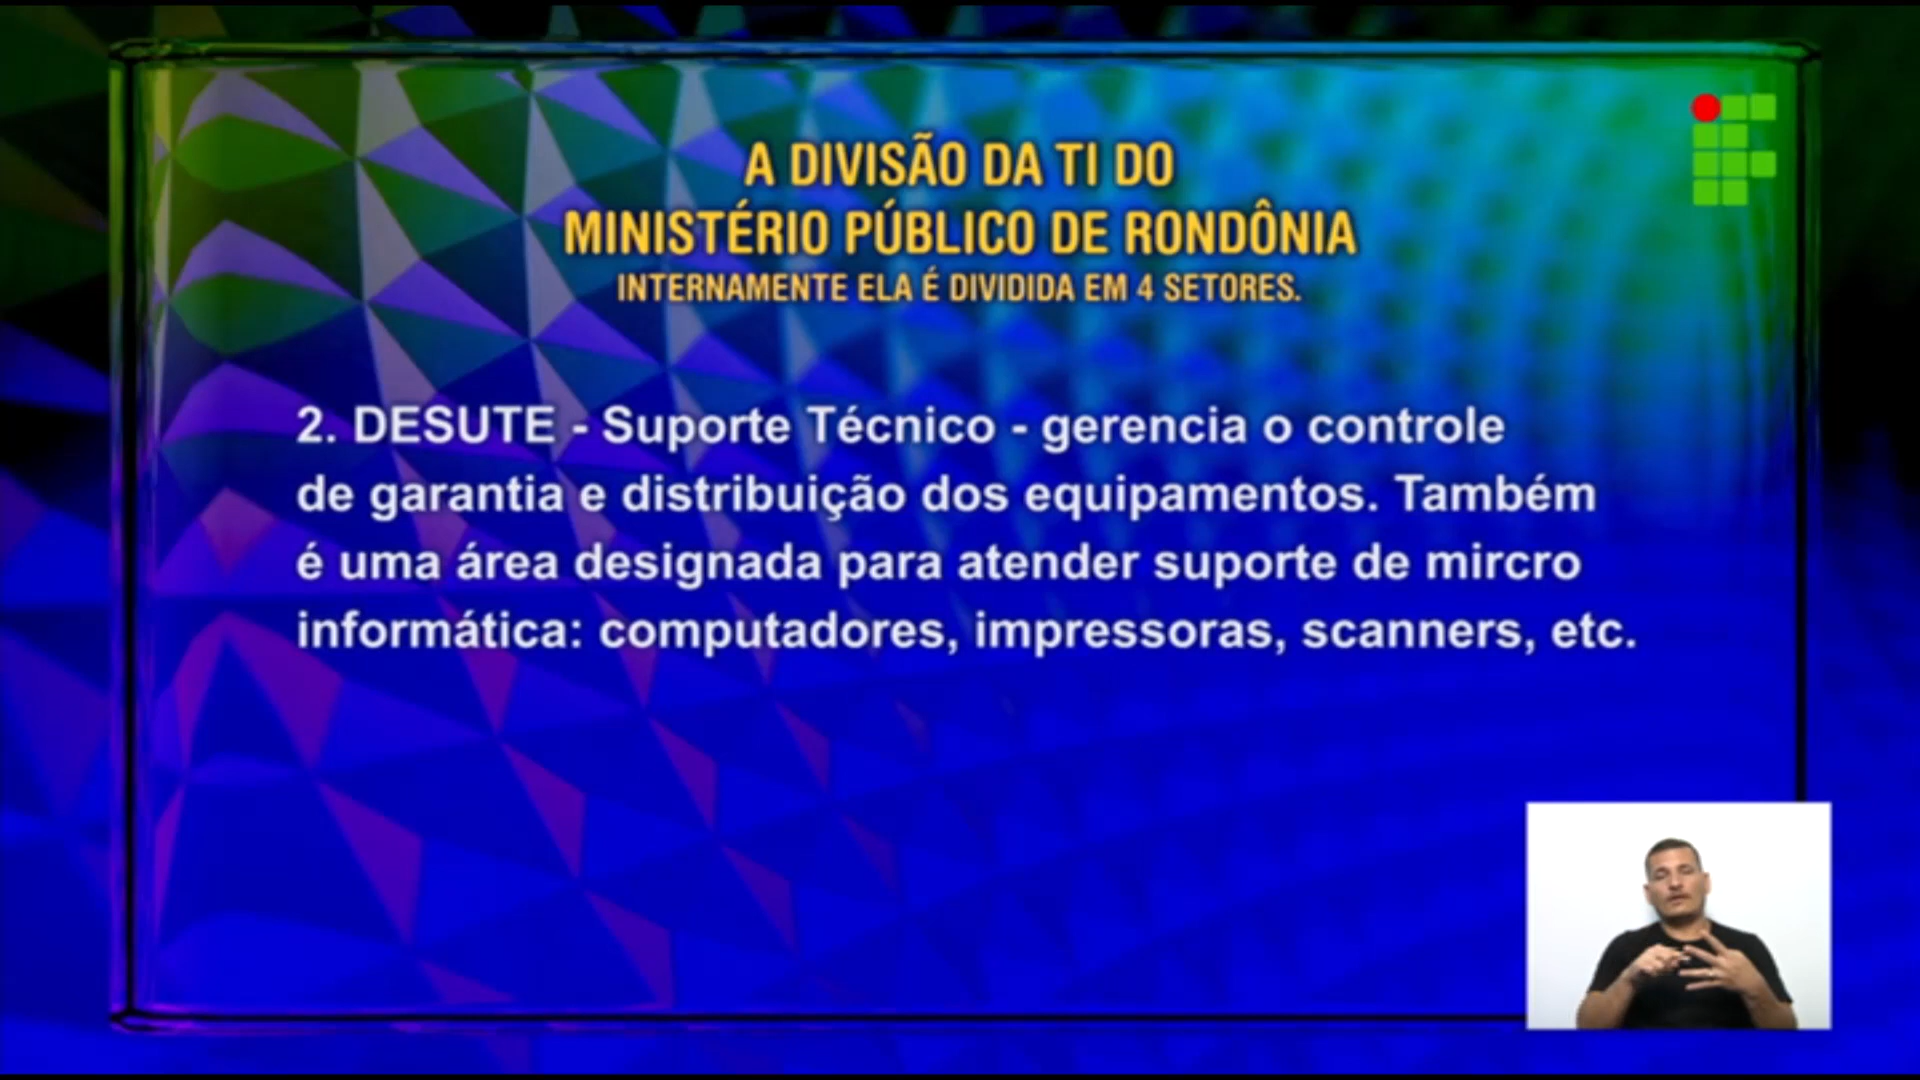 A DIVISÃO DA TI DO
MINISTÉRIO PÚBLICO DE RONDÔNIA
INTERNAMENTE ELA É DIVIDIDA EM 4 SETORES.
2. DESUTE - Suporte Técnico - gerencia o controle
de garantia e distribuição dos equipamentos. Também
é uma área designada para atender suporte de mircro
informática: computadores, impressoras, scanners, etc.